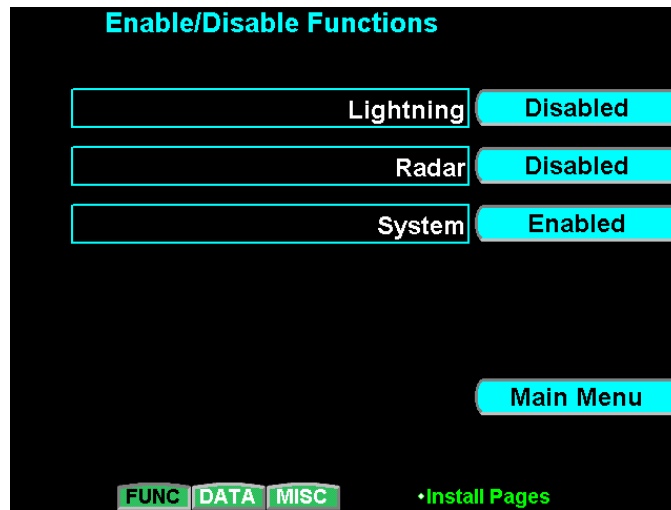 Enable/Disable Functions
Lightning Disabled
Radar Disabled
System Enabled
Main Menu
FUNC DATA MISC •Install Pages